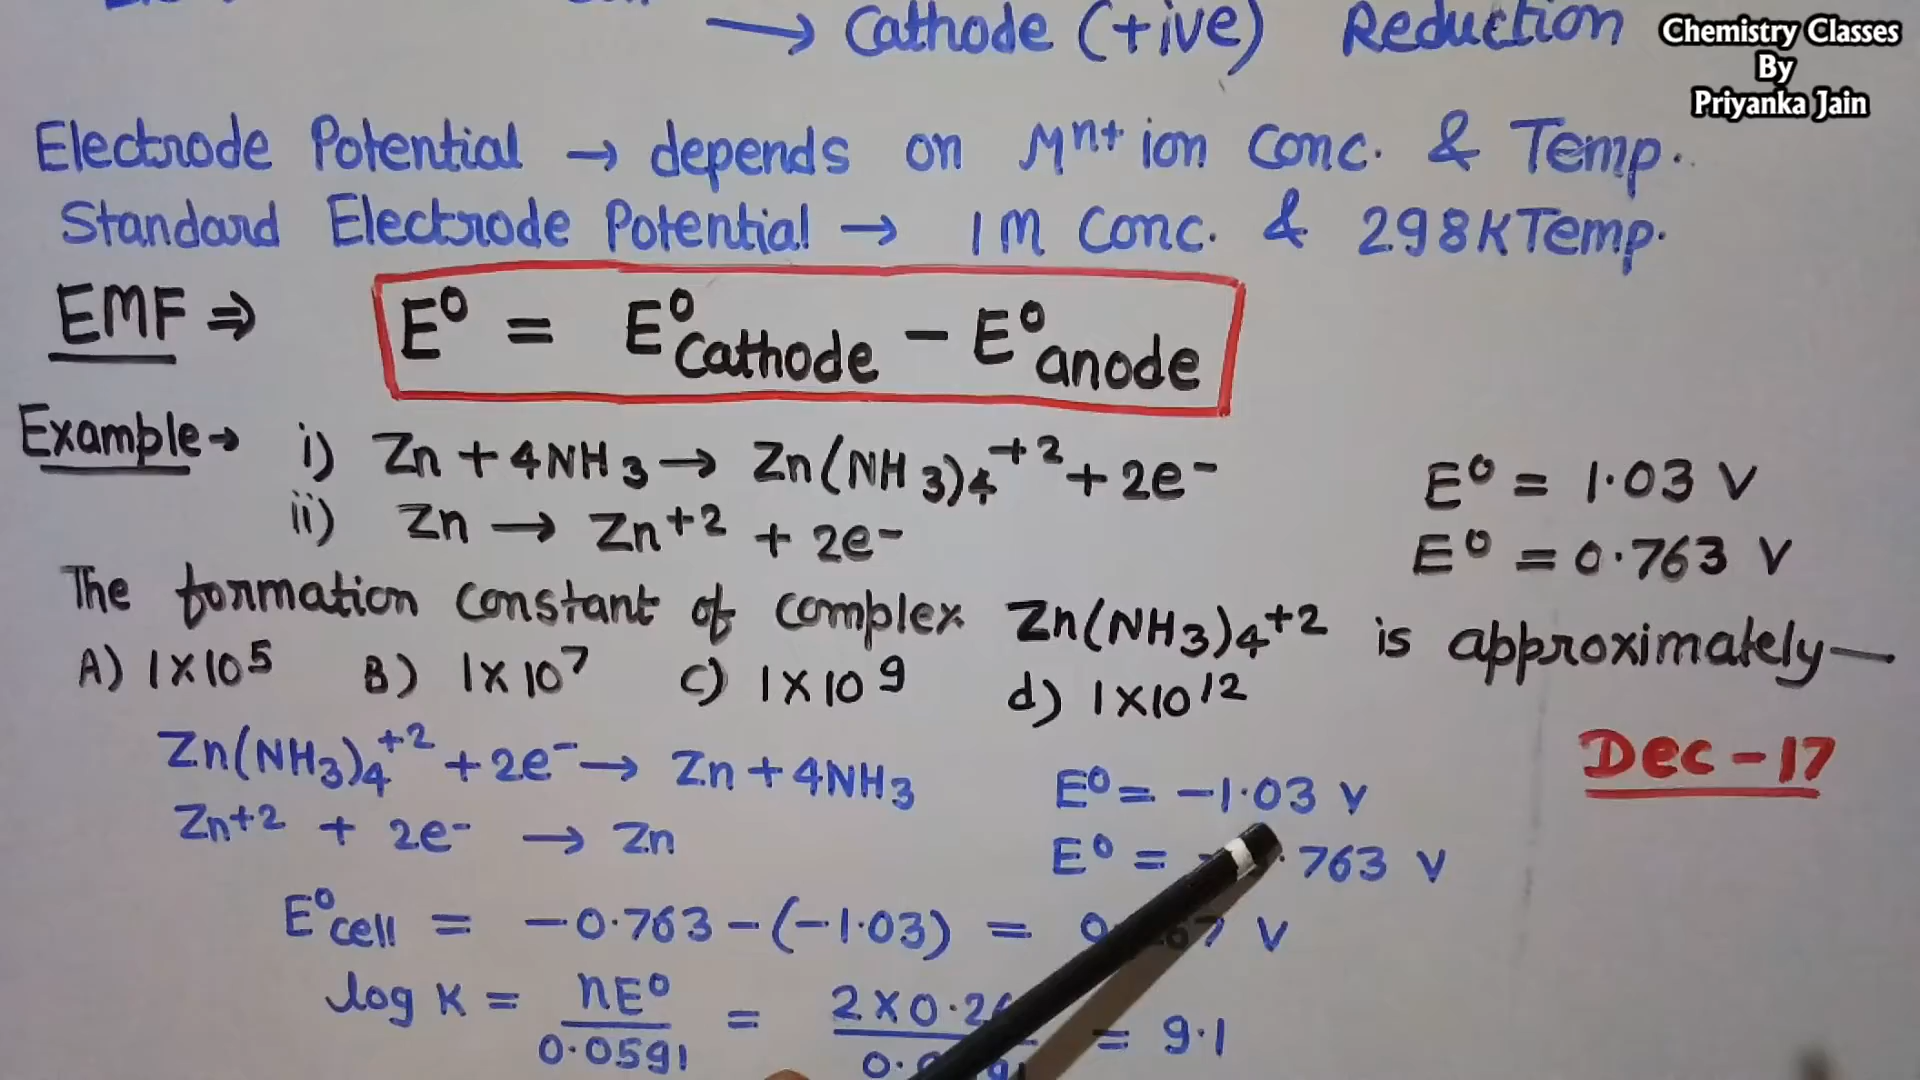 → Cathode (+ive) Reduction
Chemistry Classes
By
Priyanka Jain
Electrode Potential → depends on Mⁿ⁺ ion conc. & Temp.
Standard Electrode Potential → 1M conc. & 298K Temp.
EMF ⇒ E⁰ = E⁰cathode − E⁰anode
Example→ i) Zn + 4NH₃ → Zn(NH₃)₄⁺² + 2e⁻ E⁰ = 1.03 V
ii) Zn → Zn⁺² + 2e⁻ E⁰ = 0.763 V
The formation constant of complex Zn(NH₃)₄⁺² is approximately—
A) 1×10⁵ B) 1×10⁷ C) 1×10⁹ d) 1×10¹²
Dec-17
Zn(NH₃)₄⁺² + 2e⁻ → Zn + 4NH₃ E⁰ = −1.03 V
Zn⁺² + 2e⁻ → Zn E⁰ = .763 V
E⁰cell = −0.763 − (−1.03) = V
log K = nE⁰/0.0591 = = 9.1